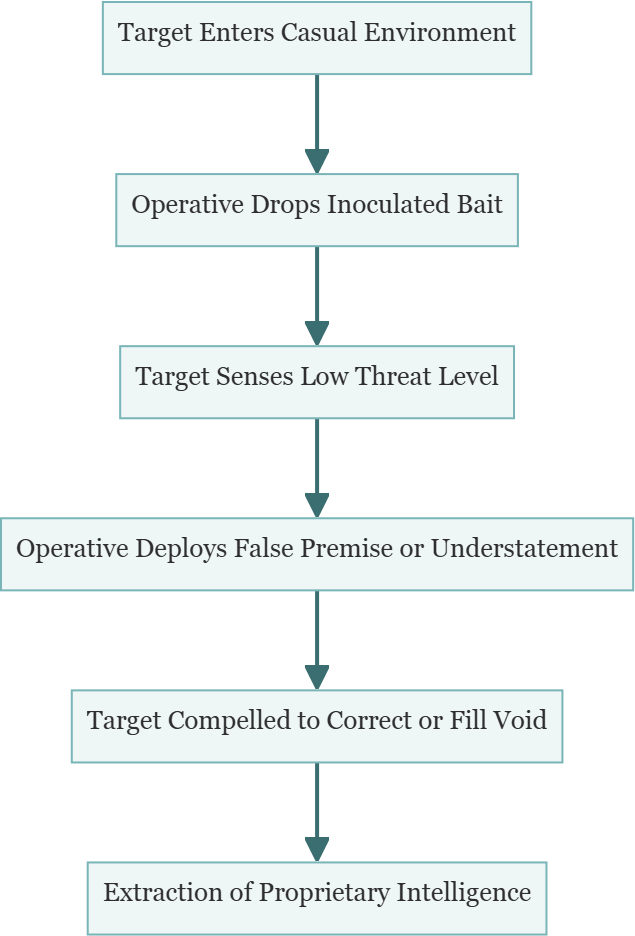 Target Enters Casual Environment
Operative Drops Inoculated Bait
Target Senses Low Threat Level
Operative Deploys False Premise or Understatement
Target Compelled to Correct or Fill Void
Extraction of Proprietary Intelligence